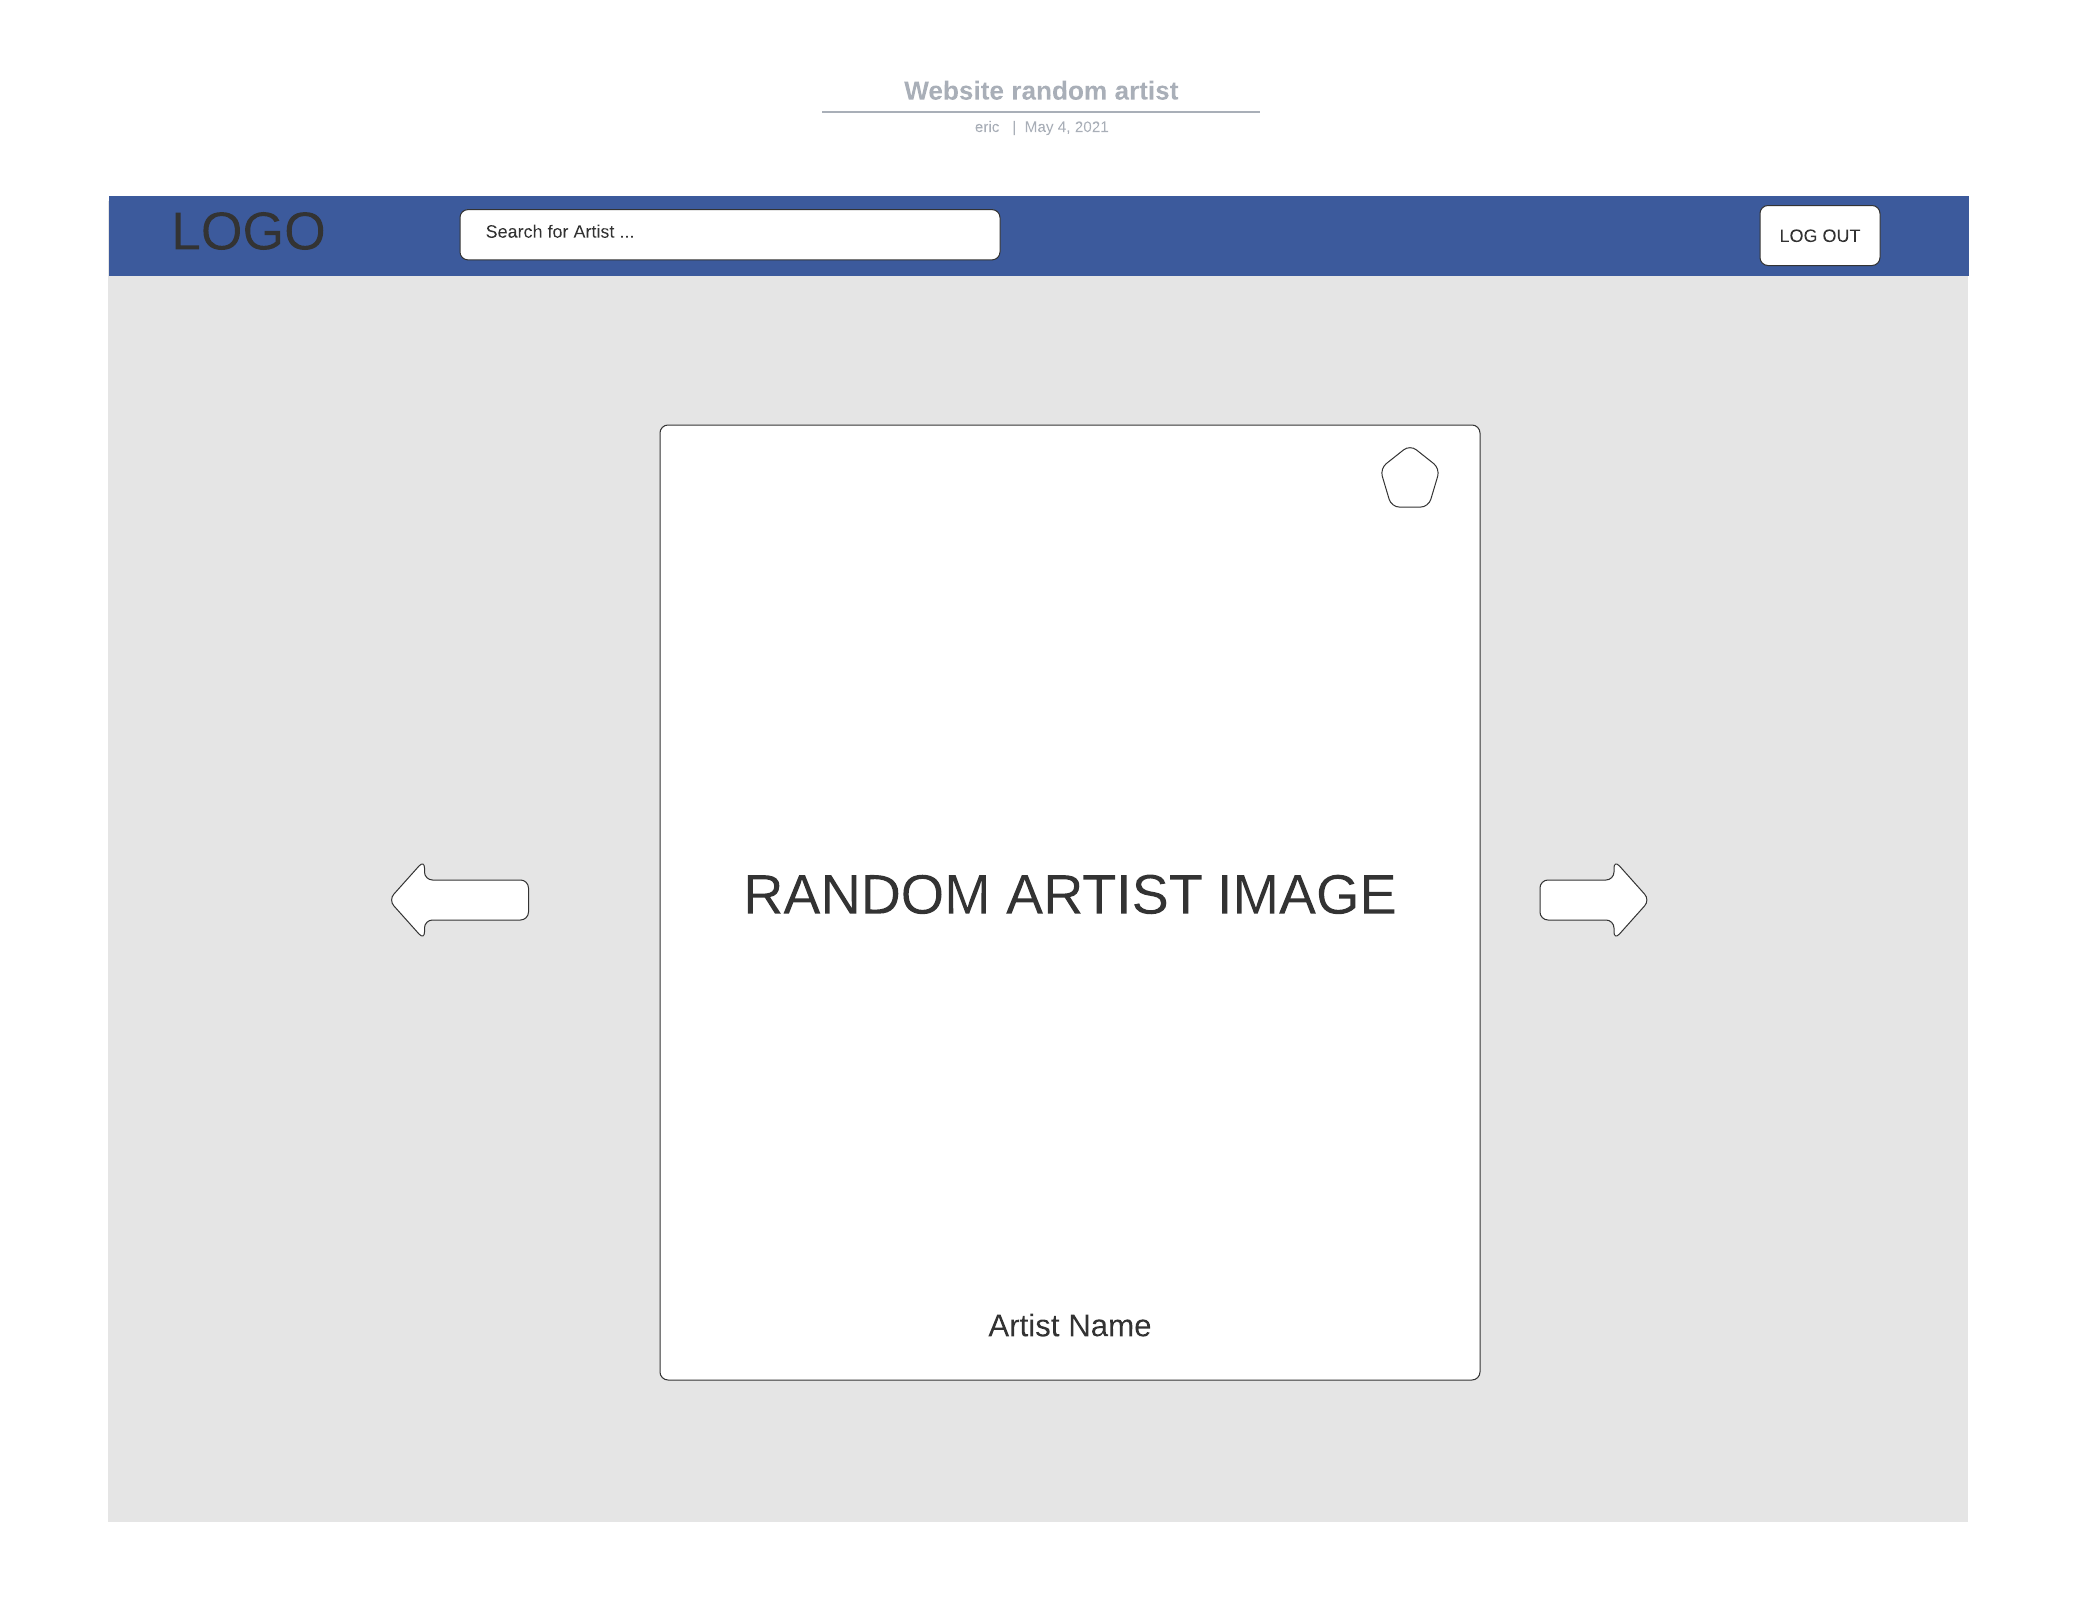 Website random artist
eric | May 4, 2021
LOGO
Search for Artist ...
LOG OUT
RANDOM ARTIST IMAGE
Artist Name